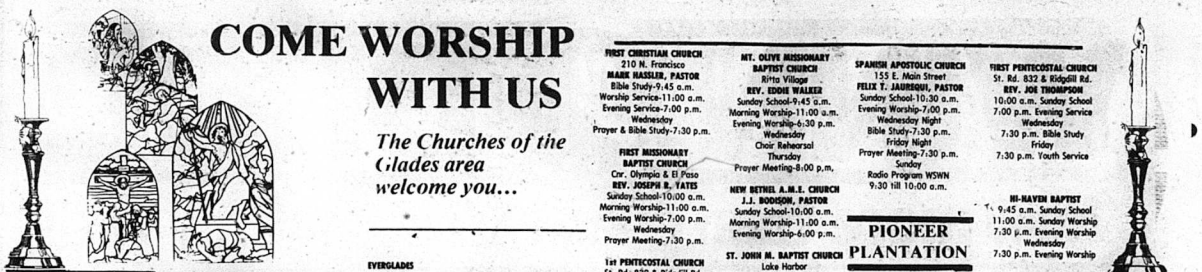 COME WORSHIP
WITH US
The Churches of the
Glades area
welcome you...
EVERGLADES
FIRST CHRISTIAN CHURCH
210 N. Francisco
MARK HASSLER, PASTOR
Bible Study-9:45 a.m.
Worship Service-11:00 a.m.
Evening Service-7:00 p.m.
Wednesday
Prayer & Bible Study-7:30 p.m.
FIRST MISSIONARY
BAPTIST CHURCH
Cnr. Olympia & El Paso
REV. JOSEPH R. YATES
Sunday School-10:00 a.m.
Morning Worship-11:00 a.m.
Evening Worship-7:00 p.m.
Wednesday
Prayer Meeting-7:30 p.m.
1st PENTECOSTAL CHURCH
MT. OLIVE MISSIONARY
BAPTIST CHURCH
Ritta Village
REV. EDDIE WALKER
Sunday School-9:45 a.m.
Morning Worship-11:00 a.m.
Evening Worship-6:30 p.m.
Wednesday
Choir Rehearsal
Thursday
Prayer Meeting-8:00 p.m.
NEW BETHEL A.M.E. CHURCH
J.J. BODISON, PASTOR
Sunday School-10:00 a.m.
Morning Worship-11:00 a.m.
Evening Worship-6:00 p.m.
ST. JOHN M. BAPTIST CHURCH
Lake Harbor
SPANISH APOSTOLIC CHURCH
155 E. Main Street
FELIX T. JAUREQUI, PASTOR
Sunday School-10:30 a.m.
Evening Worship-7:00 p.m.
Wednesday Night
Bible Study-7:30 p.m.
Friday Night
Prayer Meeting-7:30 p.m.
Sunday
Radio Program WSWN
9:30 till 10:00 a.m.
PIONEER
PLANTATION
FIRST PENTECOSTAL CHURCH
St. Rd. 832 & Ridgdill Rd.
REV. JOE THOMPSON
10:00 a.m. Sunday School
7:00 p.m. Evening Service
Wednesday
7:30 p.m. Bible Study
Friday
7:30 p.m. Youth Service
HI-HAVEN BAPTIST
9:45 a.m. Sunday School
11:00 a.m. Sunday Worship
7:30 p.m. Evening Worship
Wednesday
7:30 p.m. Evening Worship